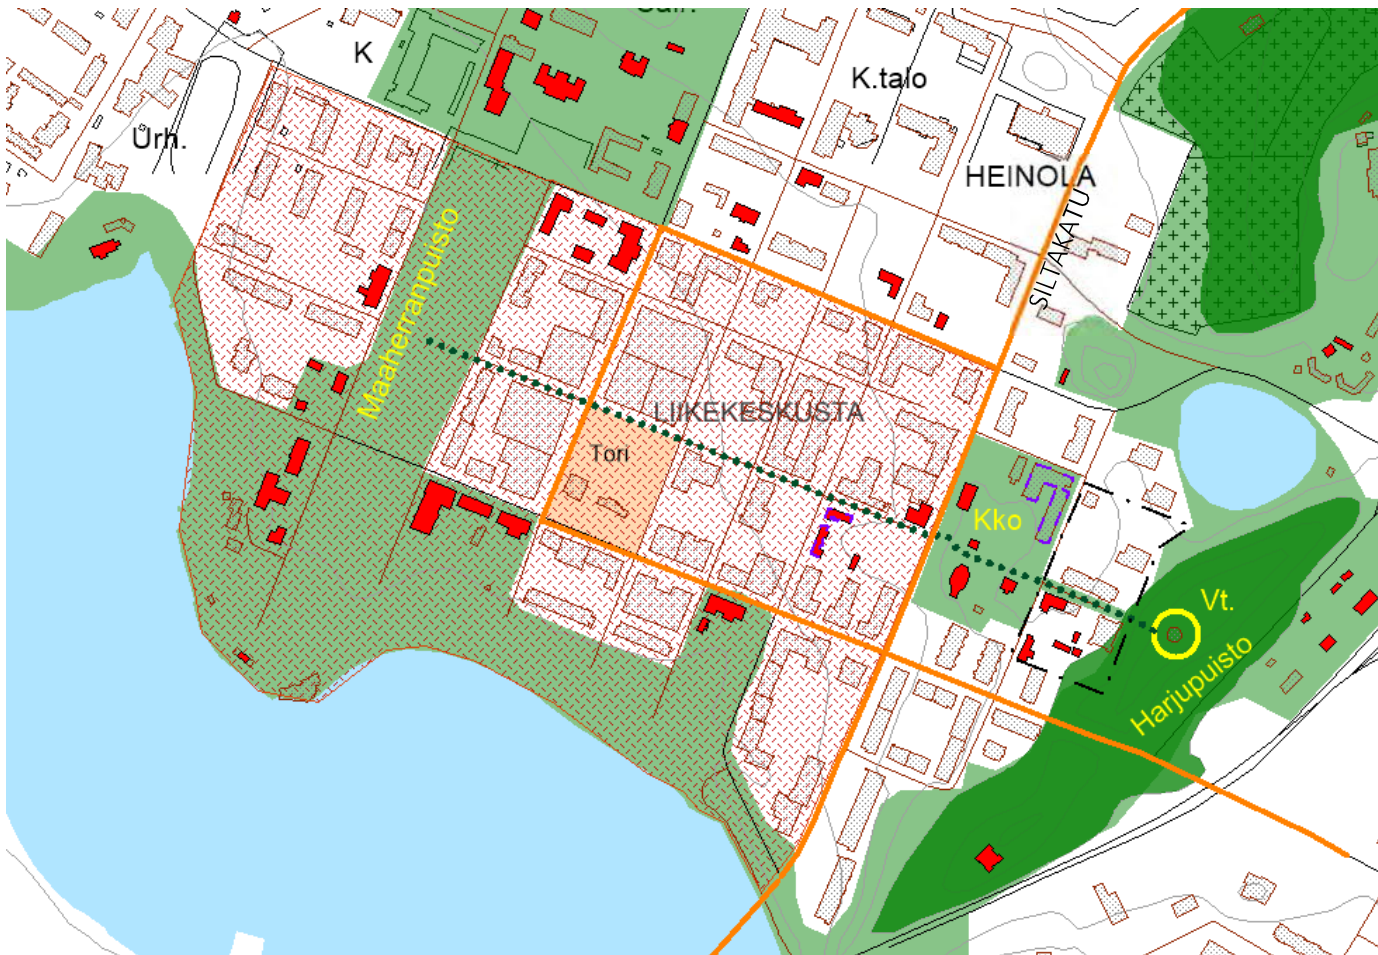 K
K.talo
Urh.
HEINOLA
SILTAKATU
Maaherranpuisto
LIIKEKESKUSTA
Tori
Kko
Vt.
Harjupuisto